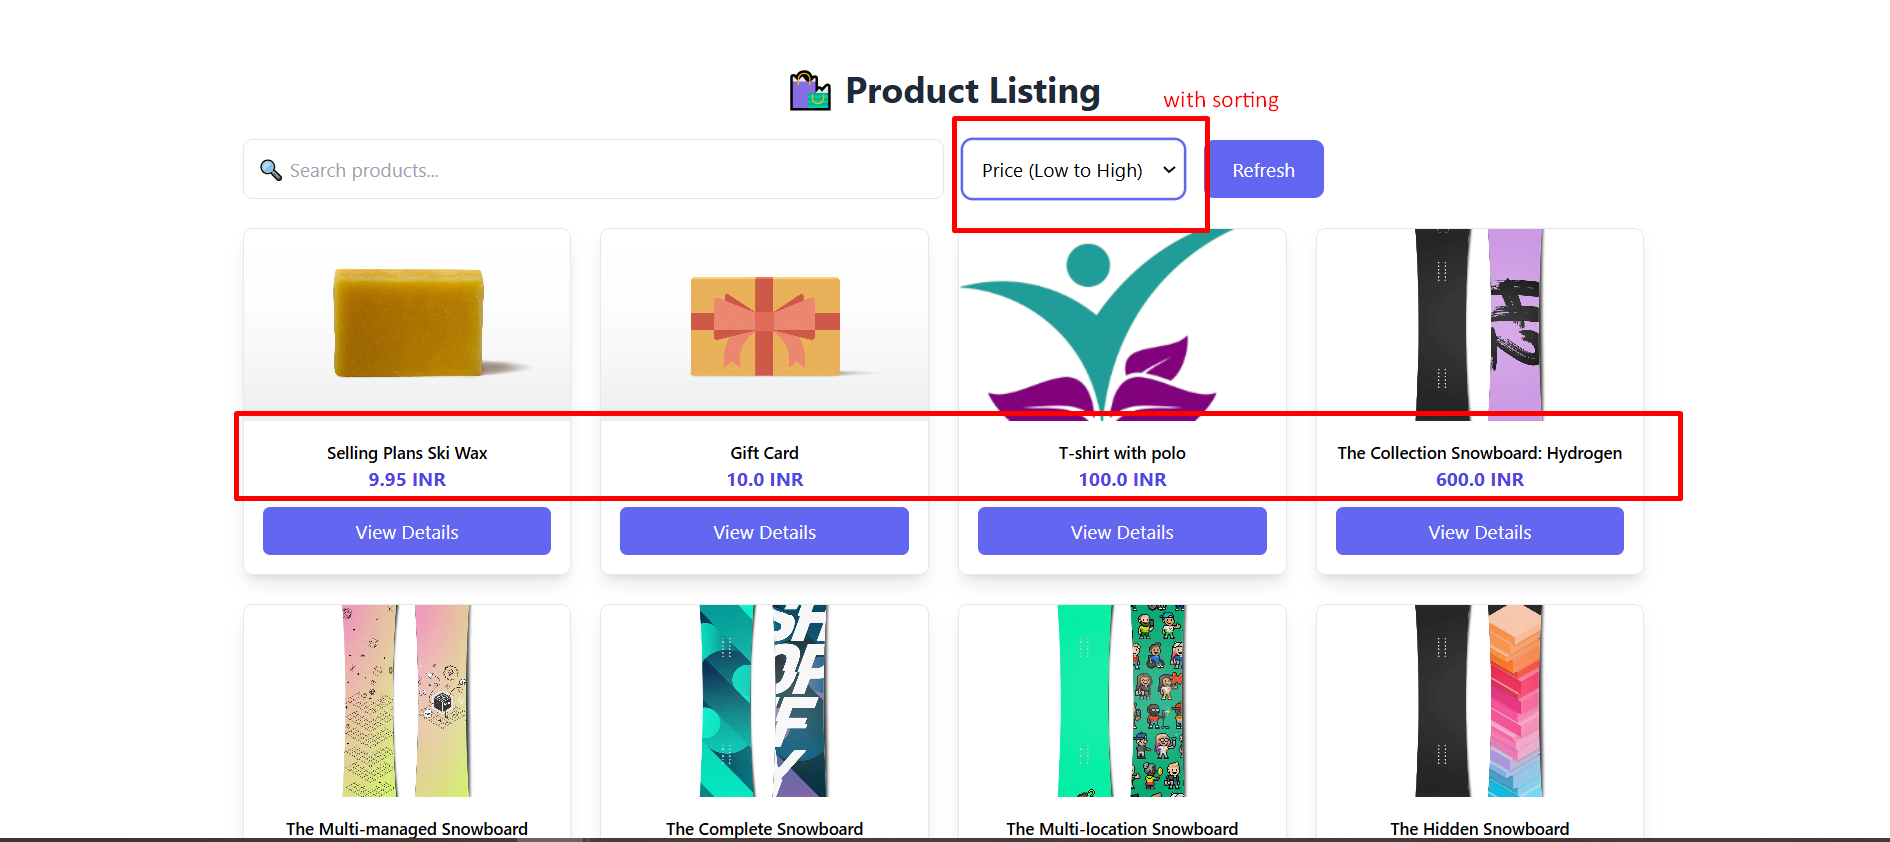 Product Listing
with sorting
Search products...
Price (Low to High)
Refresh
Selling Plans Ski Wax
9.95 INR
View Details
Gift Card
10.0 INR
View Details
T-shirt with polo
100.0 INR
View Details
The Collection Snowboard: Hydrogen
600.0 INR
View Details
SH
OP
IF
Y
The Multi-managed Snowboard
The Complete Snowboard
The Multi-location Snowboard
The Hidden Snowboard